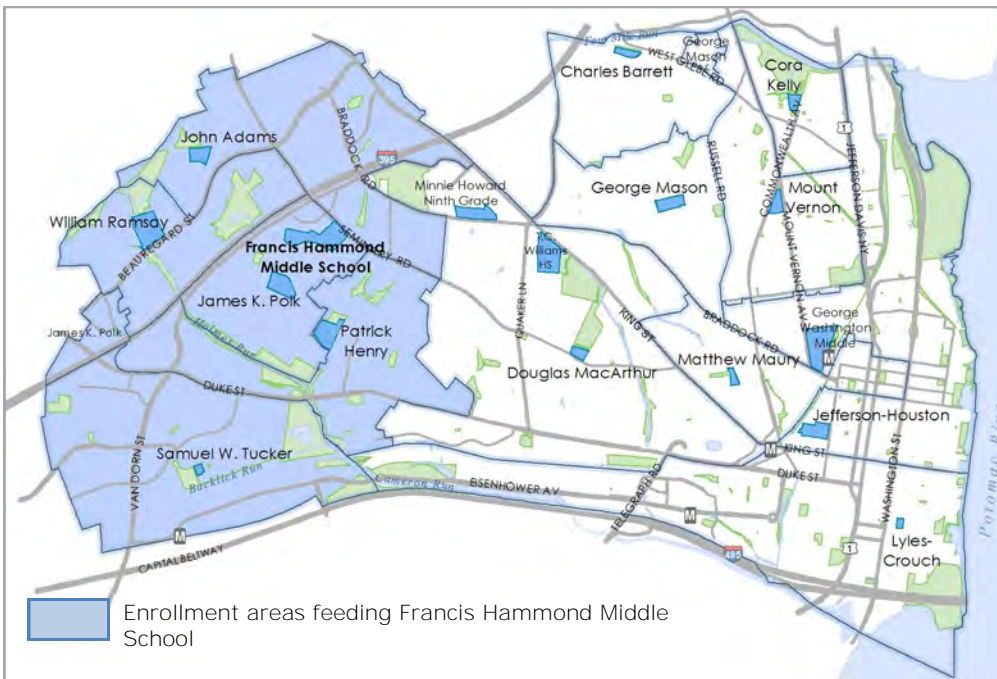 Four Mile Run
George
Mason
WEST GLEBE RD
Charles Barrett
Cora
Kelly
John Adams
BRADDOCK RD
395
1
COMMONWEALTH AV
JEFFERSON DAVIS HY
RUSSELL RD
Minnie Howard
Ninth Grade
George Mason
Mount
Vernon
William Ramsay
BEAUREGARD ST
SEMINARY RD
Francis Hammond
Middle School
T.C.
Williams
HS
MOUNT VERNON AV
James K. Polk
James K. Polk
Holmes Run
Patrick
Henry
QUAKER LN
KING ST
BRADDOCK RD
George
Washington
Middle
M
Matthew Maury
Douglas MacArthur
DUKE ST
Jefferson-Houston
VAN DORN ST
Samuel W. Tucker
Backlick Run
Cameron Run
EISENHOWER AV
TELEGRAPH RD
M
KING ST
DUKE ST
WASHINGTON ST
Potomac
M
M
CAPITAL BELTWAY
495
1
Lyles-
Crouch
Enrollment areas feeding Francis Hammond Middle
School